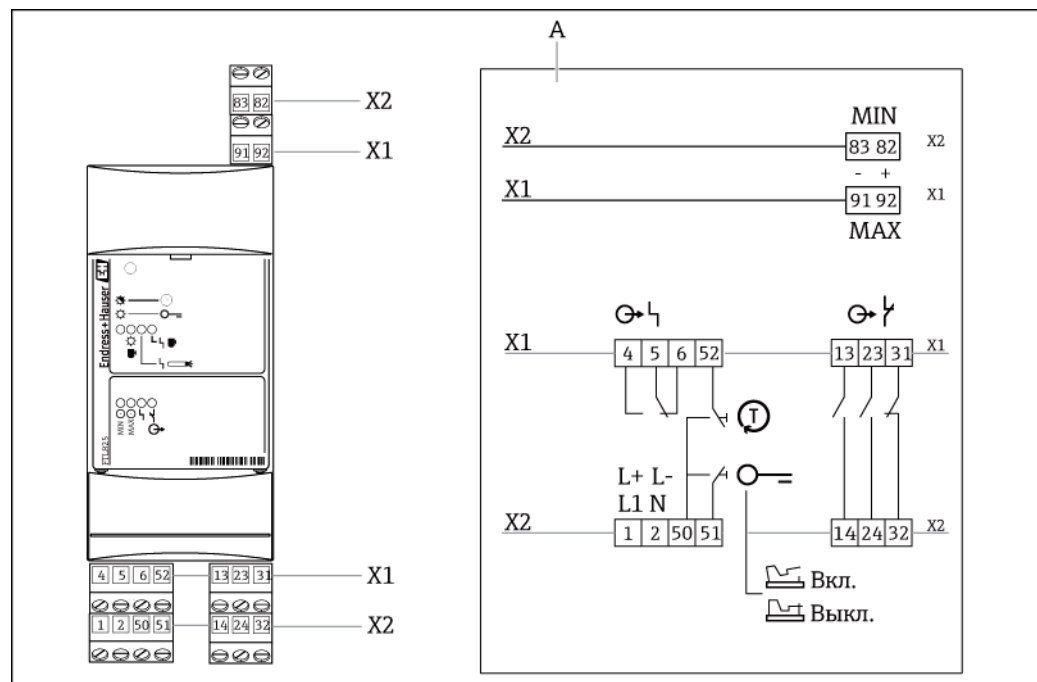 A
83 82
X2
91 92
X1
Endress+Hauser
EH
MIN
MAX
FTL825
4 5 6 52
13 23 31
X1
1 2 50 51
14 24 32
X2
MIN
X2
83 82
X2
- +
X1
91 92
X1
MAX
X1
4 5 6 52
13 23 31
X1
T
L+ L-
L1 N
X2
1 2 50 51
14 24 32
X2
Вкл.
Выкл.